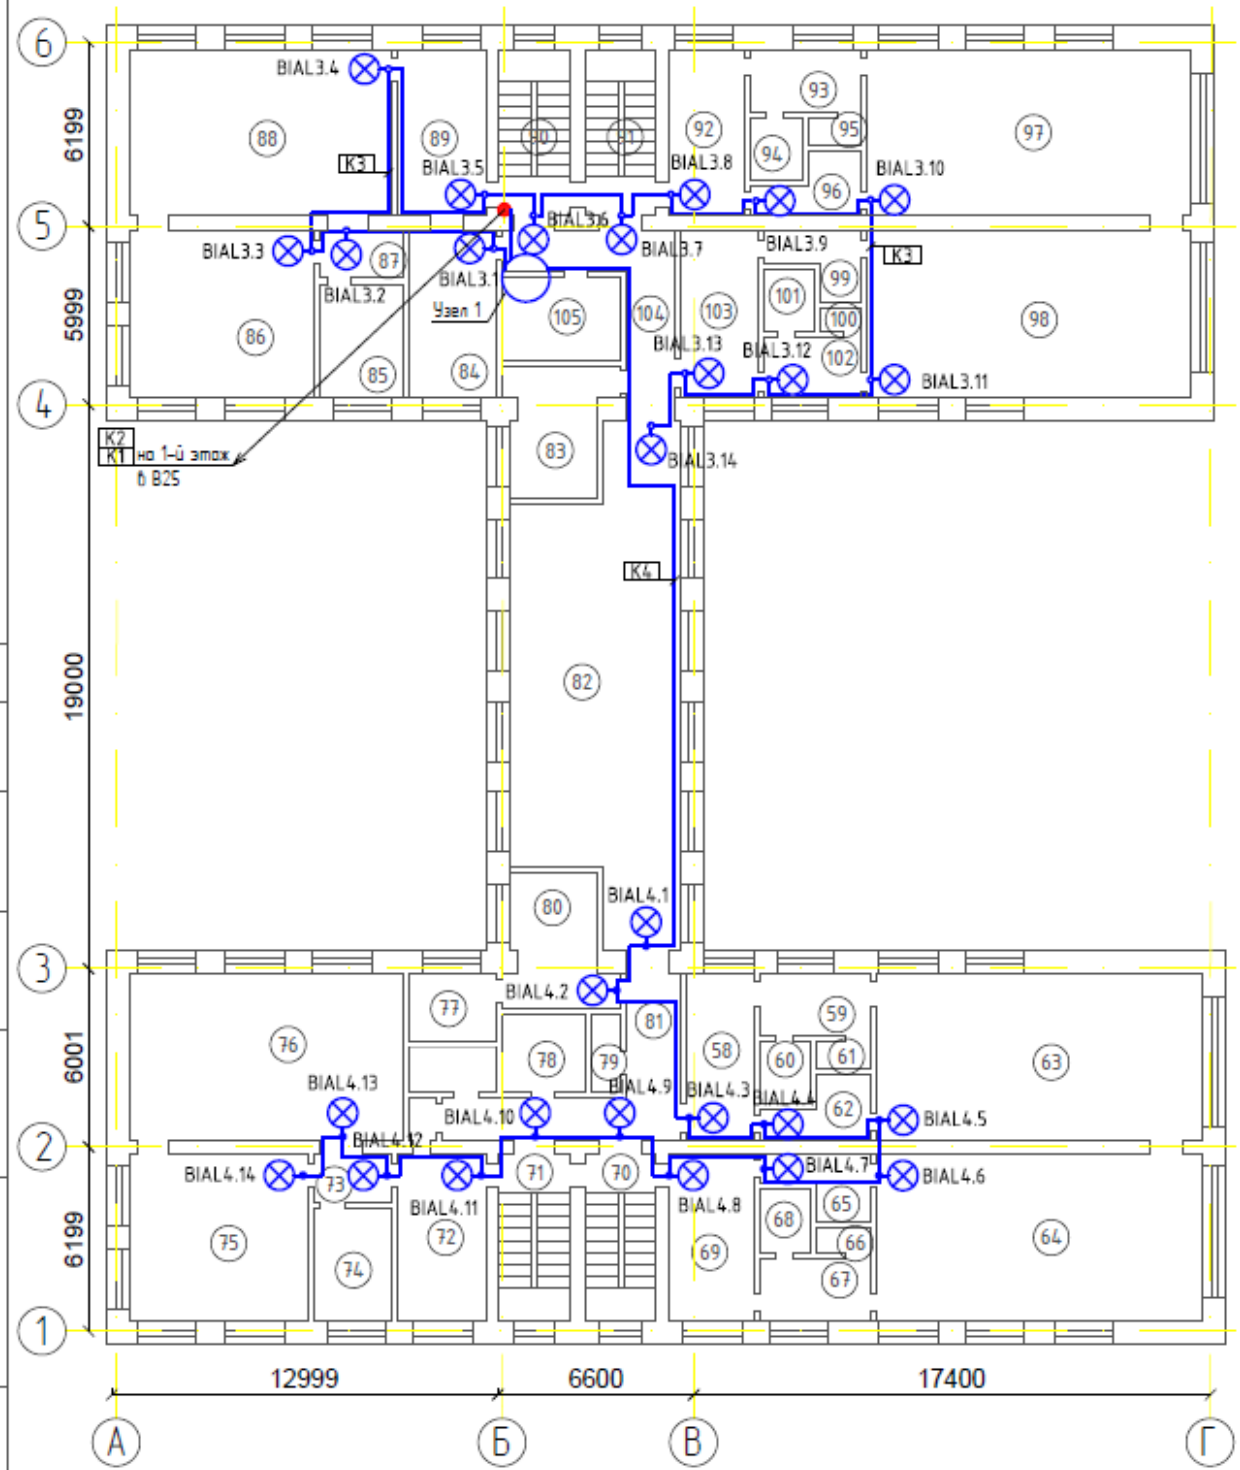 6
BIAL3.4
93
6199
88
89
90
91
92
95
97
94
K3
BIAL3.5
BIAL3.8
BIAL3.10
96
5
BIAL3.6
BIAL3.3
87
BIAL3.1
BIAL3.7
BIAL3.9
K3
BIAL3.2
99
101
Узел 1
105
104
103
100
98
5999
86
BIAL3.13
BIAL3.12
102
85
84
BIAL3.11
4
K2
K1 на 1-й этаж
в В25
83
BIAL3.14
K4
19000
82
BIAL4.1
80
3
BIAL4.2
77
81
59
6001
76
78
79
58
60
61
63
BIAL4.13
BIAL4.9
BIAL4.3
BIAL4.4
BIAL4.10
62
BIAL4.5
2
BIAL4.12
BIAL4.14
73
71
70
BIAL4.7
BIAL4.6
BIAL4.11
BIAL4.8
65
6199
75
72
68
66
64
69
74
67
1
12999
6600
17400
А
Б
В
Г